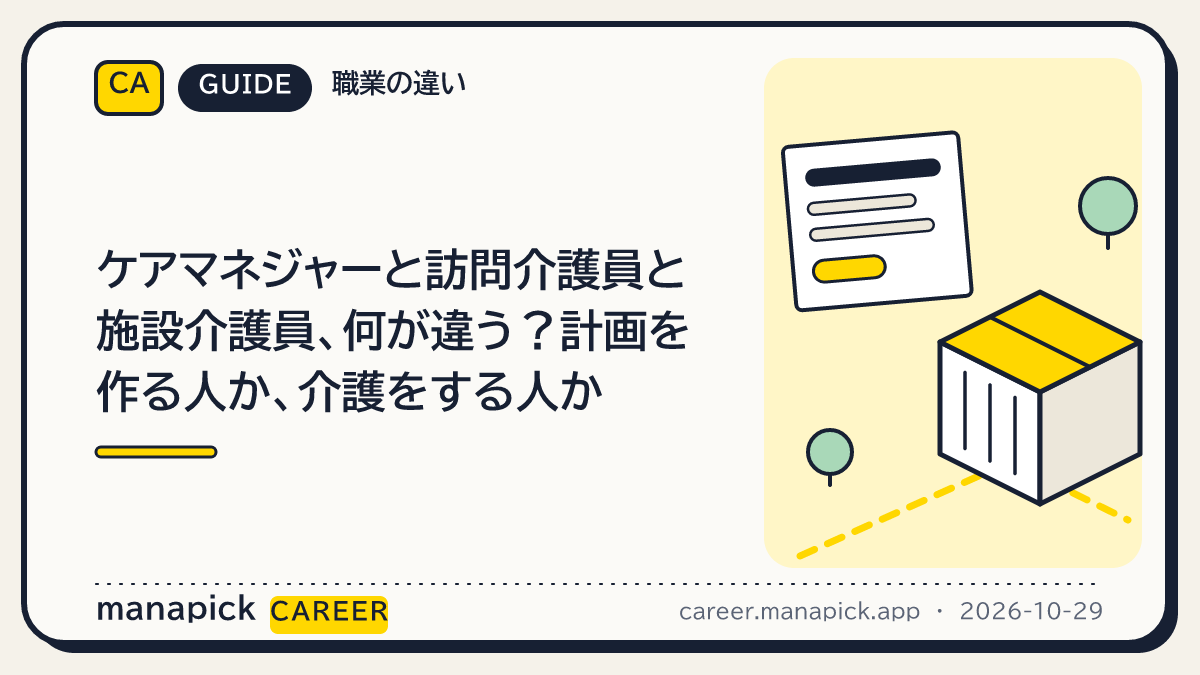 CA
GUIDE
職業の違い
ケアマネジャーと訪問介護員と
施設介護員、何が違う？計画を
作る人か、介護をする人か
manapick CAREER
career.manapick.app ・ 2026-10-29